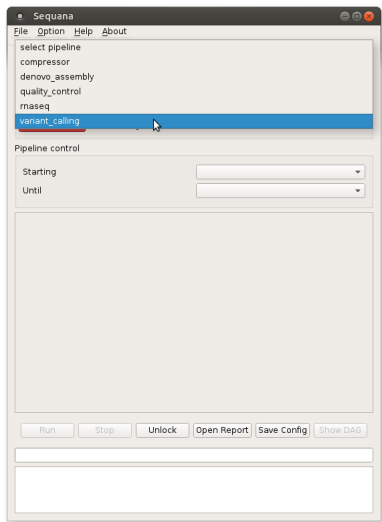 Sequana
File Option Help About
select pipeline
compressor
denovo_assembly
quality_control
rnaseq
variant_calling
Pipeline control
Starting
Until
Run Stop Unlock Open Report Save Config Show DAG